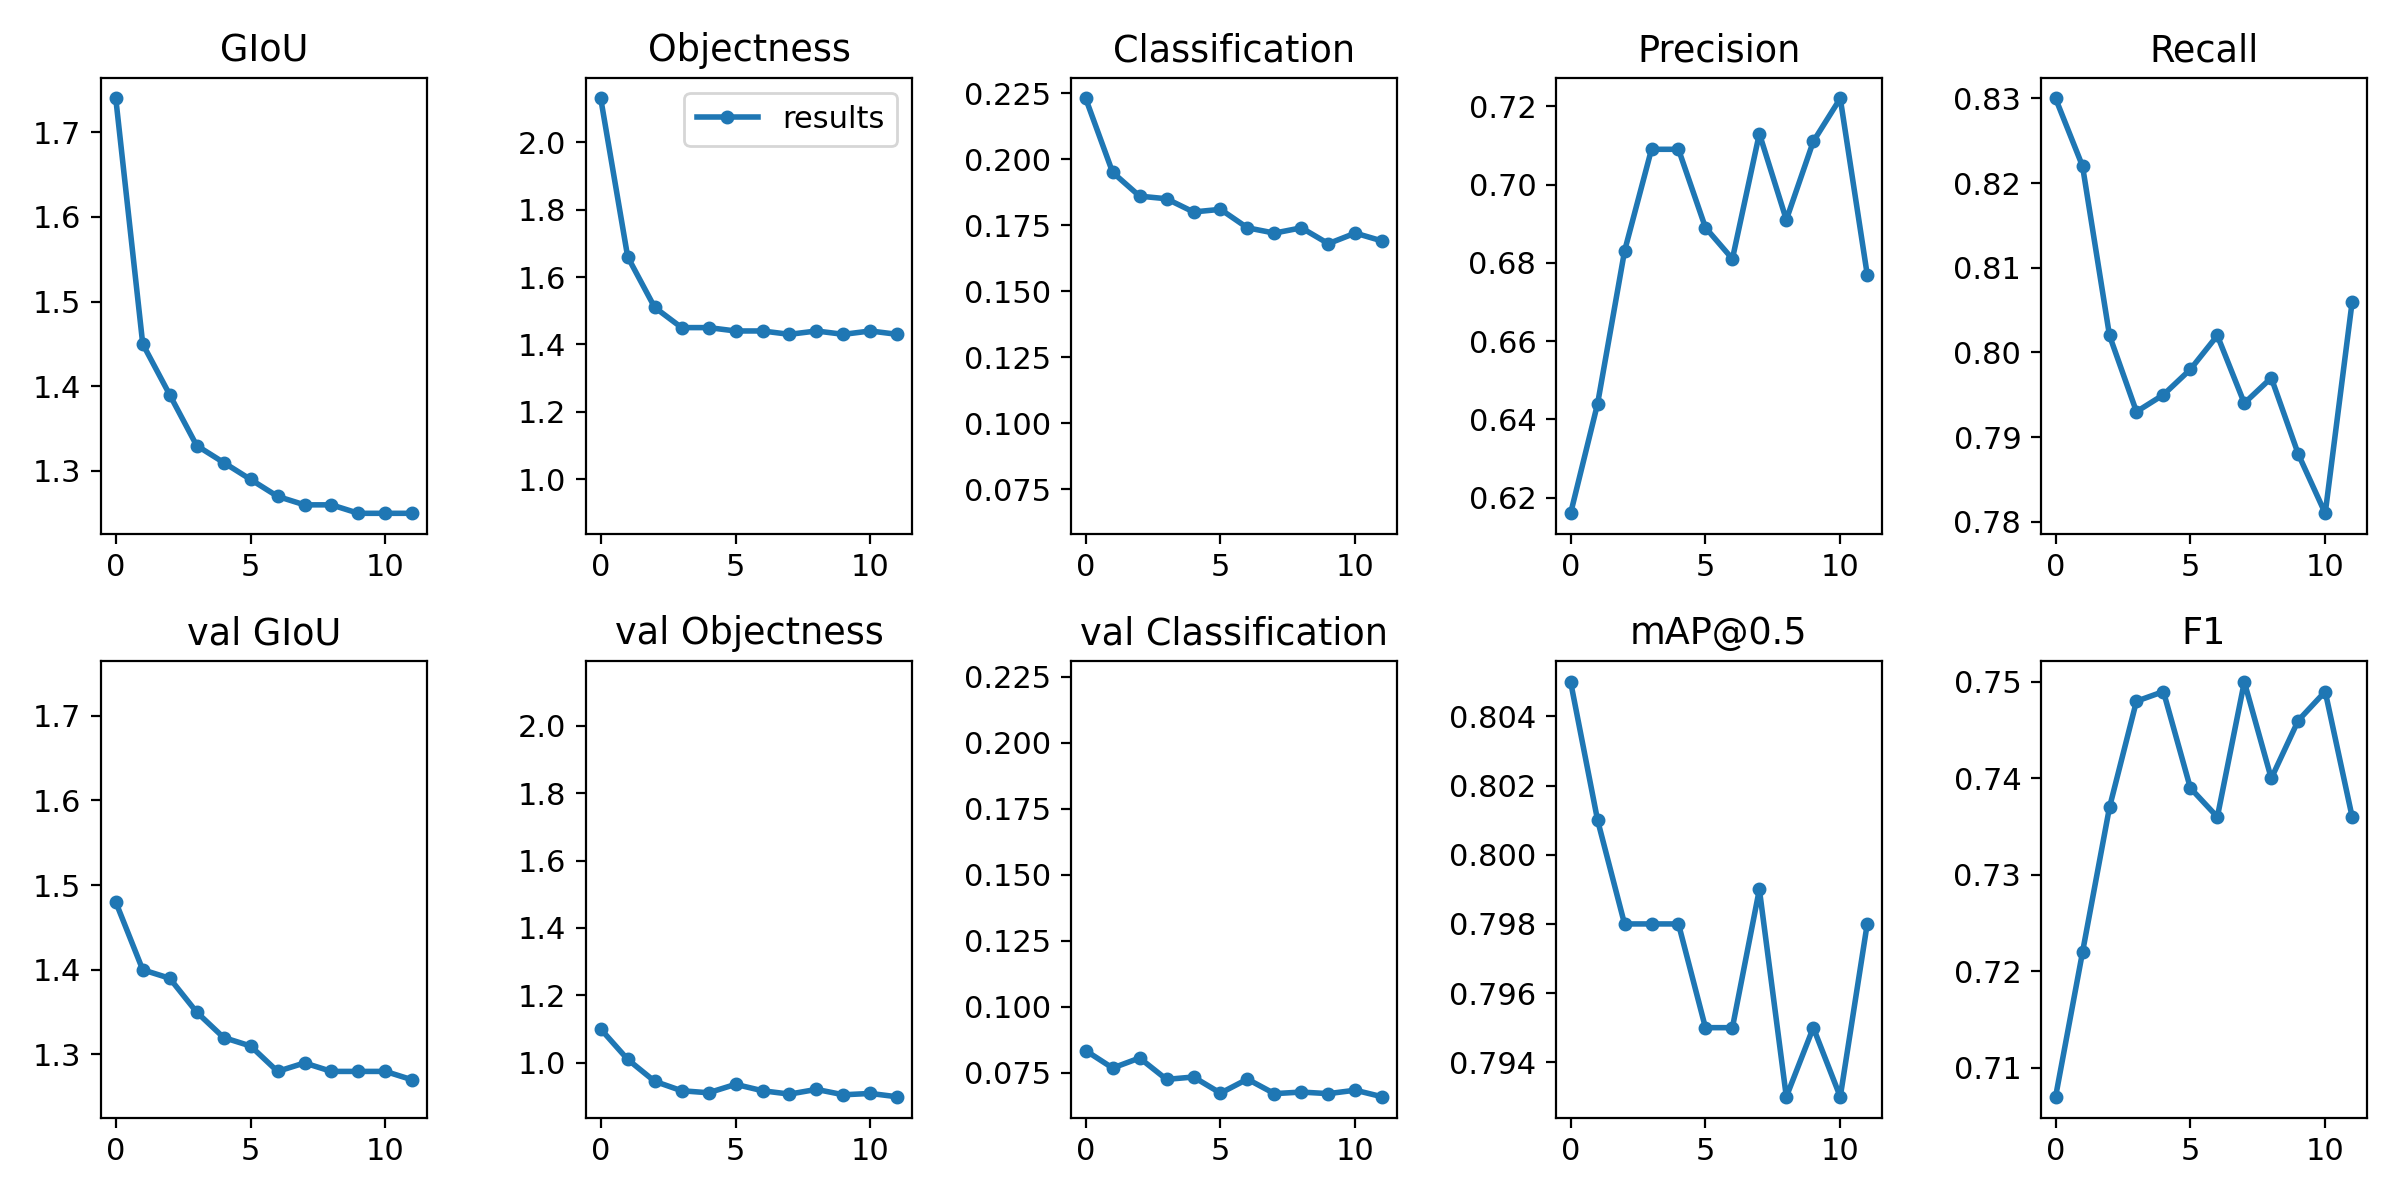 GIoU
Objectness
Classification
Precision
Recall
results
1.7
1.6
1.5
1.4
1.3
0 5 10
2.0
1.8
1.6
1.4
1.2
1.0
0 5 10
0.225
0.200
0.175
0.150
0.125
0.100
0.075
0 5 10
0.72
0.70
0.68
0.66
0.64
0.62
0 5 10
0.83
0.82
0.81
0.80
0.79
0.78
0 5 10
val GIoU
val Objectness
val Classification
mAP@0.5
F1
1.7
1.6
1.5
1.4
1.3
0 5 10
2.0
1.8
1.6
1.4
1.2
1.0
0 5 10
0.225
0.200
0.175
0.150
0.125
0.100
0.075
0 5 10
0.804
0.802
0.800
0.798
0.796
0.794
0 5 10
0.75
0.74
0.73
0.72
0.71
0 5 10